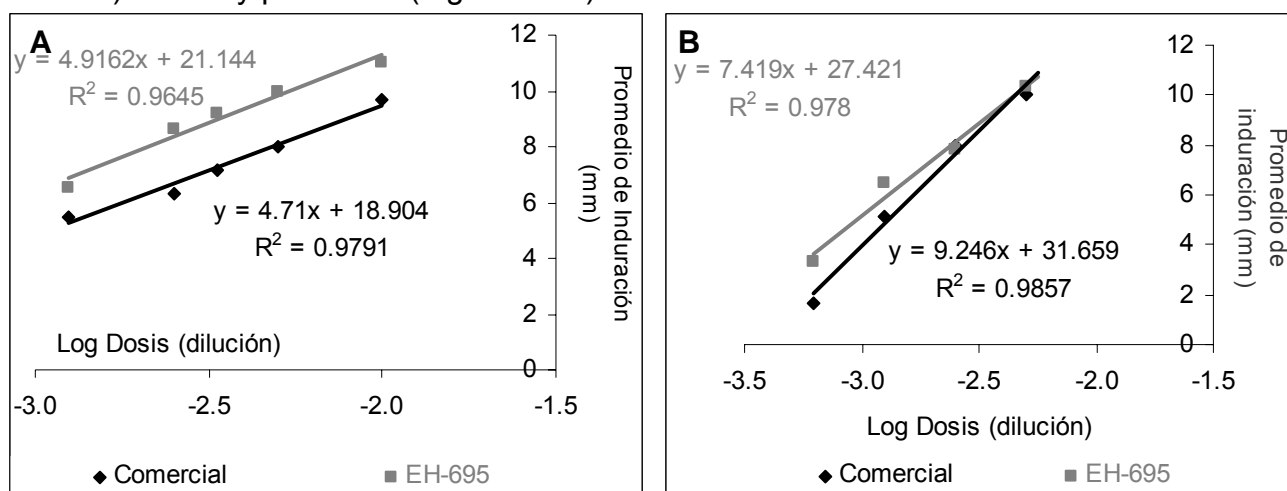 A
y = 4.9162x + 21.144
R² = 0.9645
y = 4.71x + 18.904
R² = 0.9791
12
10
8
6
4
2
0
Promedio de Induración
(mm)
Log Dosis (dilución)
-3.0 -2.5 -2.0 -1.5
Comercial EH-695
B
y = 7.419x + 27.421
R² = 0.978
y = 9.246x + 31.659
R² = 0.9857
12
10
8
6
4
2
0
Promedio de
induración (mm)
-3.5 -3.0 -2.5 -2.0 -1.5
Log Dosis (dilución)
Comercial EH-695